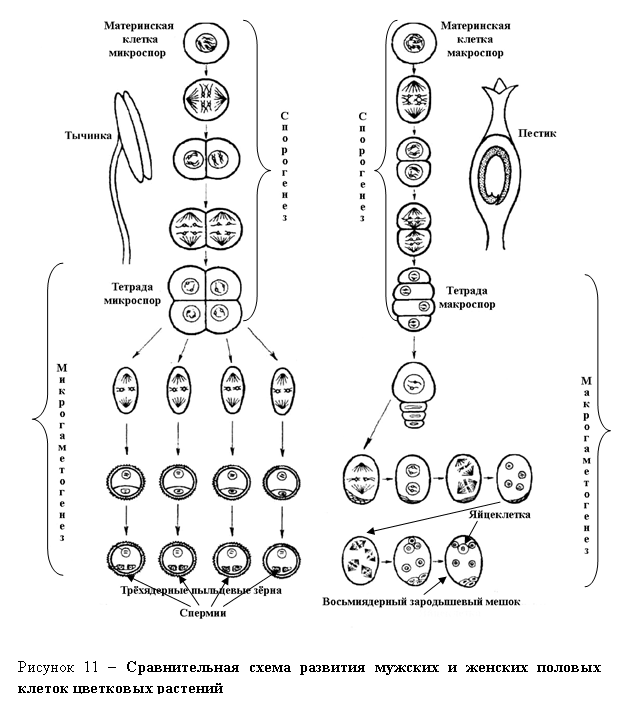 Материнская
клетка
микроспор
Материнская
клетка
макроспор
Тычинка
Спорогенез
Спорогенез
Пестик
Тетрада
микроспор
Тетрада
макроспор
Микрогаметогенез
Макрогаметогенез
Яйцеклетка
Трёхядерные пыльцевые зёрна
Спермии
Восьмиядерный зародышевый мешок
Рисунок 11 – Сравнительная схема развития мужских и женских половых
клеток цветковых растений